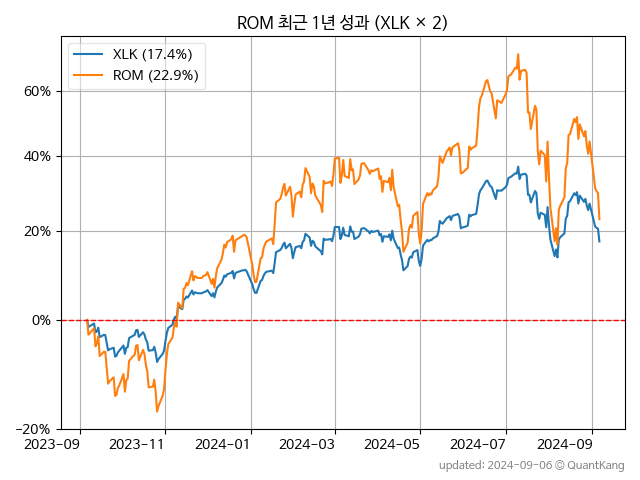 ROM 최근 1년 성과 (XLK × 2)
XLK (17.4%)
ROM (22.9%)
60%
40%
20%
0%
−20%
2023-09 2023-11 2024-01 2024-03 2024-05 2024-07 2024-09
updated: 2024-09-06 © QuantKang